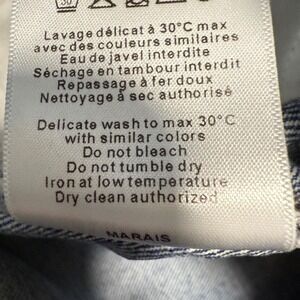 30
Lavage délicat à 30°C max
avec des couleurs similaires
Eau de javel interdite
Séchage en tambour interdit
Repassage à fer doux
Nettoyage à sec authorisé
Delicate wash to max 30°C
with similar colors
Do not bleach
Do not tumble dry
Iron at low temperature
Dry clean authorized
MARAIS